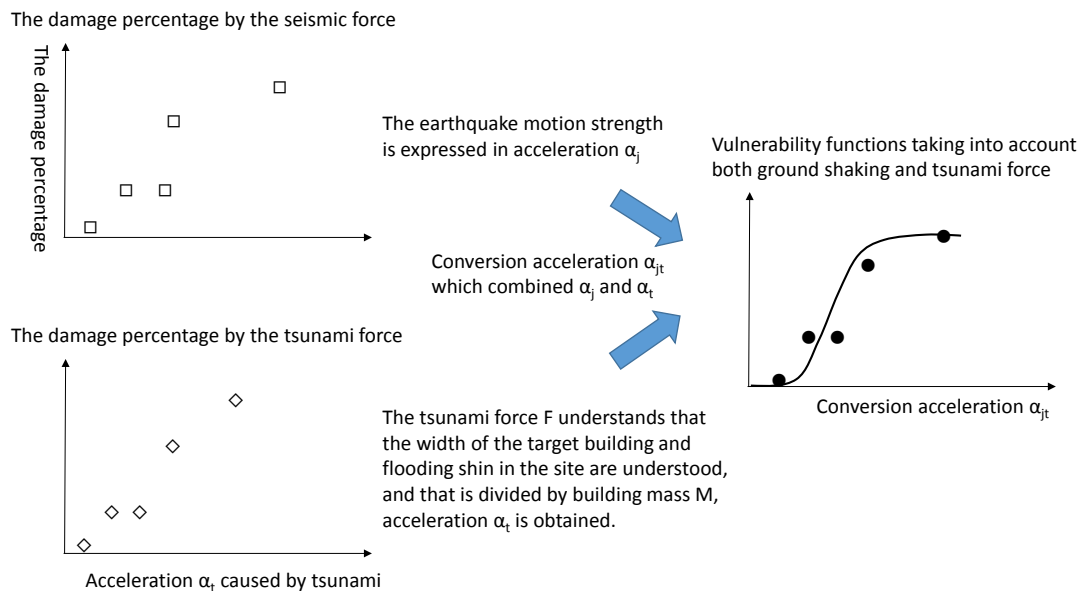 The damage percentage by the seismic force
The damage percentage
The earthquake motion strength
is expressed in acceleration αj
Conversion acceleration αjt
which combined αj and αt
The damage percentage by the tsunami force
Acceleration αt caused by tsunami
The tsunami force F understands that
the width of the target building and
flooding shin in the site are understood,
and that is divided by building mass M,
acceleration αt is obtained.
Vulnerability functions taking into account
both ground shaking and tsunami force
Conversion acceleration αjt